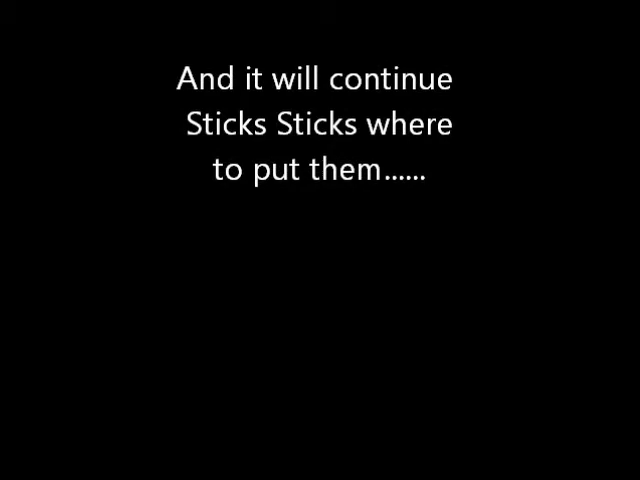 And it will continue
Sticks Sticks where
to put them......